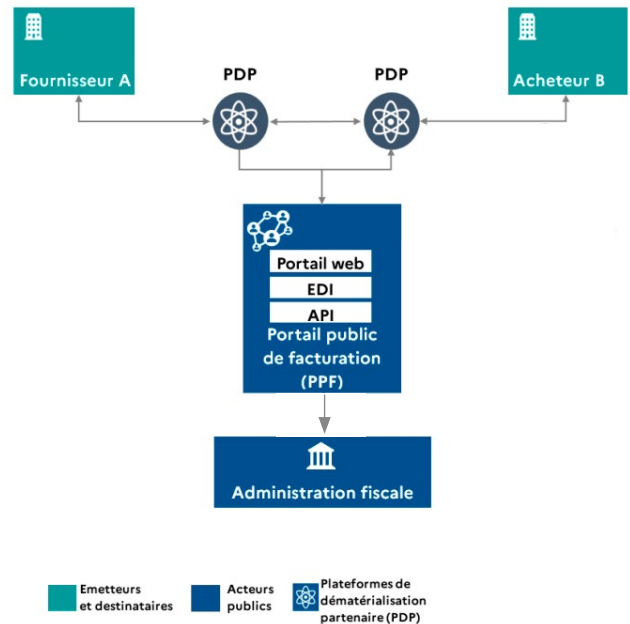 Fournisseur A
PDP
PDP
Acheteur B
Portail web
EDI
API
Portail public
de facturation
(PPF)
Administration fiscale
Emetteurs
et destinataires
Acteurs
publics
Plateformes de
dématérialisation
partenaire (PDP)